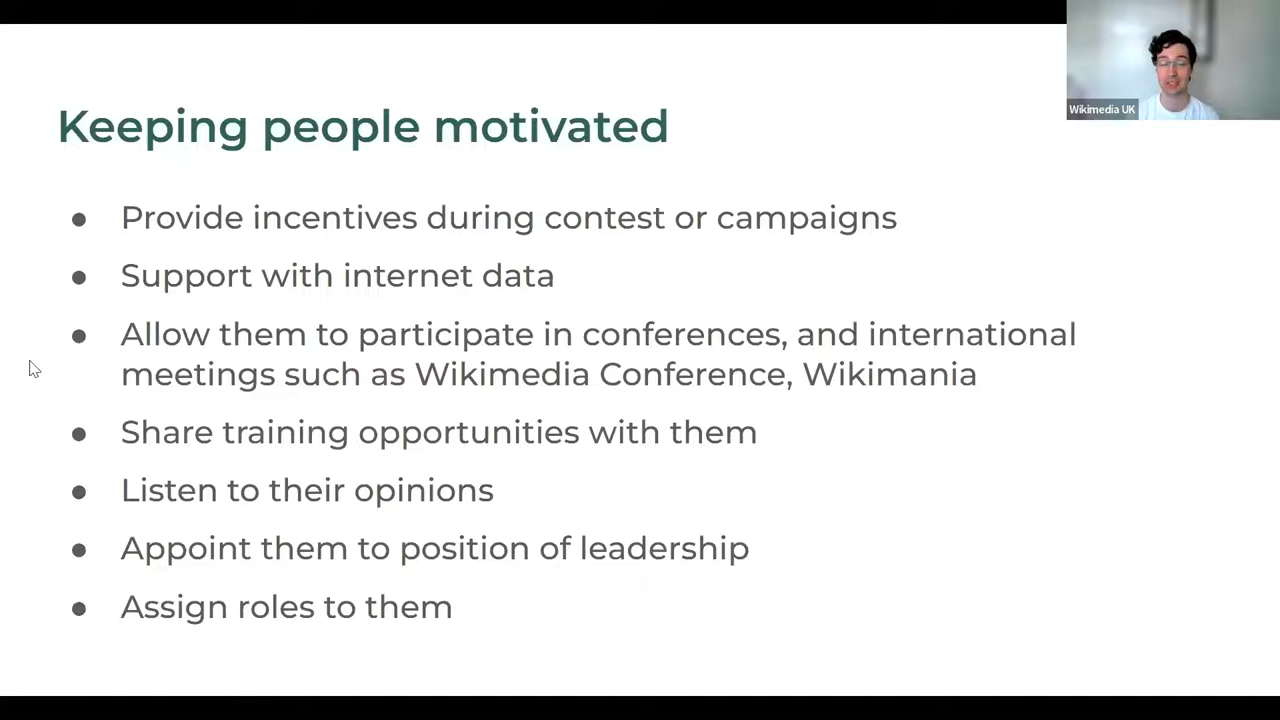 Keeping people motivated
Wikimedia UK
● Provide incentives during contest or campaigns
● Support with internet data
● Allow them to participate in conferences, and international
meetings such as Wikimedia Conference, Wikimania
● Share training opportunities with them
● Listen to their opinions
● Appoint them to position of leadership
● Assign roles to them